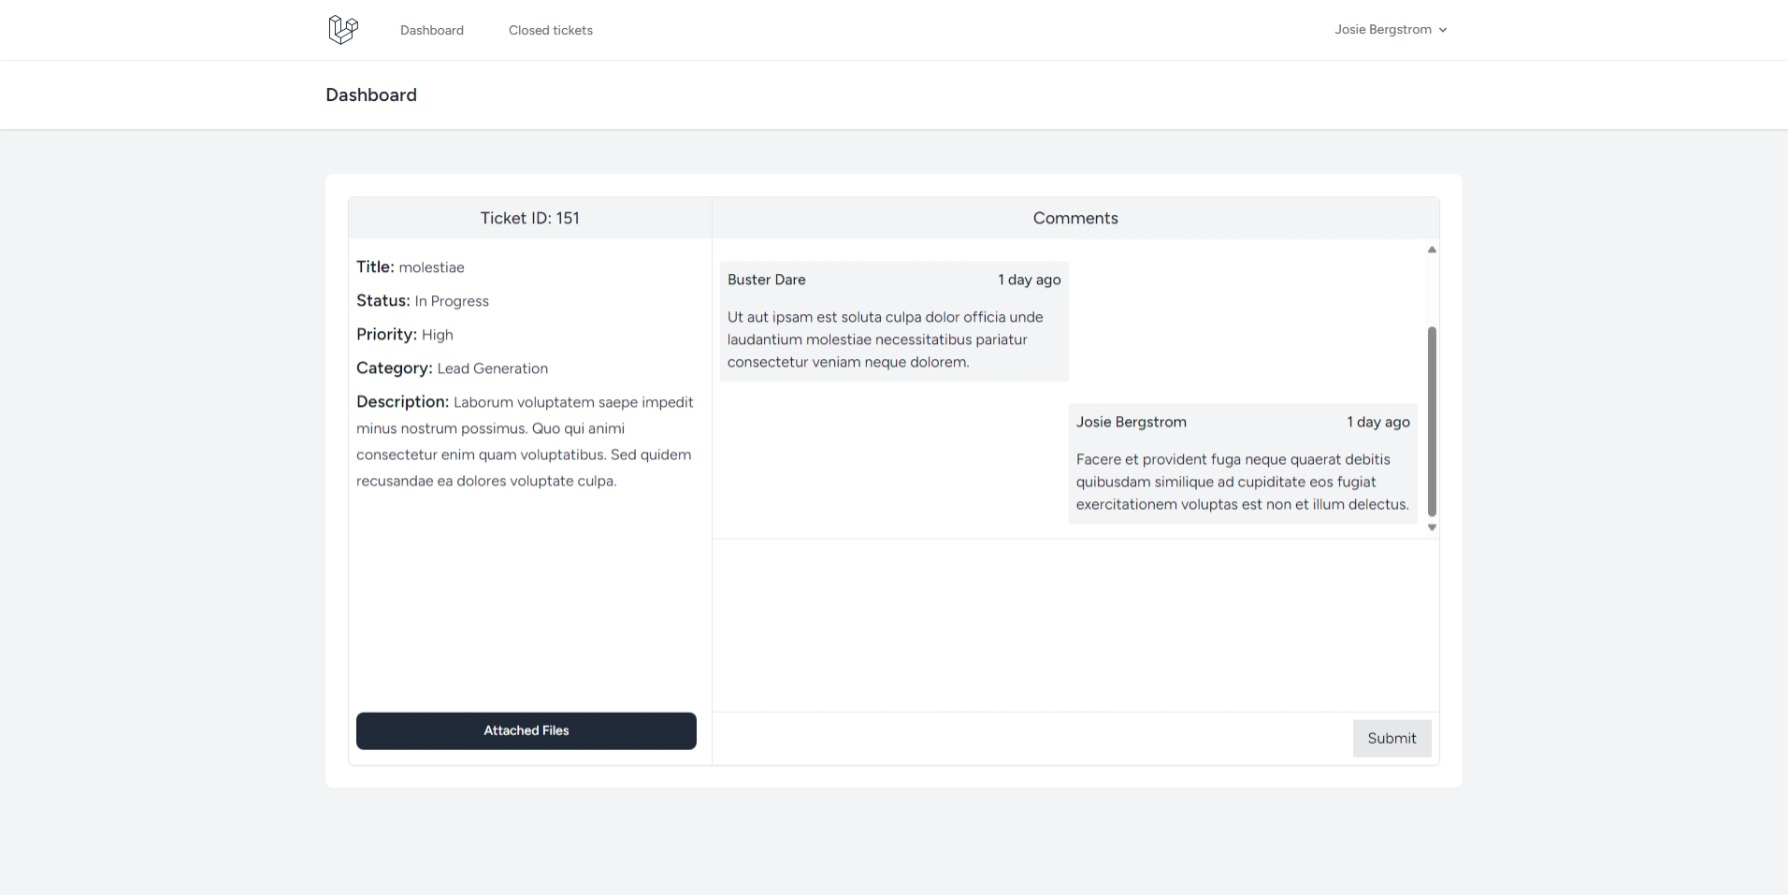 Dashboard
Closed tickets
Josie Bergstrom
Dashboard
Ticket ID: 151
Title: molestiae
Status: In Progress
Priority: High
Category: Lead Generation
Description: Laborum voluptatem saepe impedit
minus nostrum possimus. Quo qui animi
consectetur enim quam voluptatibus. Sed quidem
recusandae ea dolores voluptate culpa.
Attached Files
Comments
Buster Dare
1 day ago
Ut aut ipsam est soluta culpa dolor officia unde
laudantium molestiae necessitatibus pariatur
consectetur veniam neque dolorem.
Josie Bergstrom
1 day ago
Facere et provident fuga neque quaerat debitis
quibusdam similique ad cupiditate eos fugiat
exercitationem voluptas est non et illum delectus.
Submit